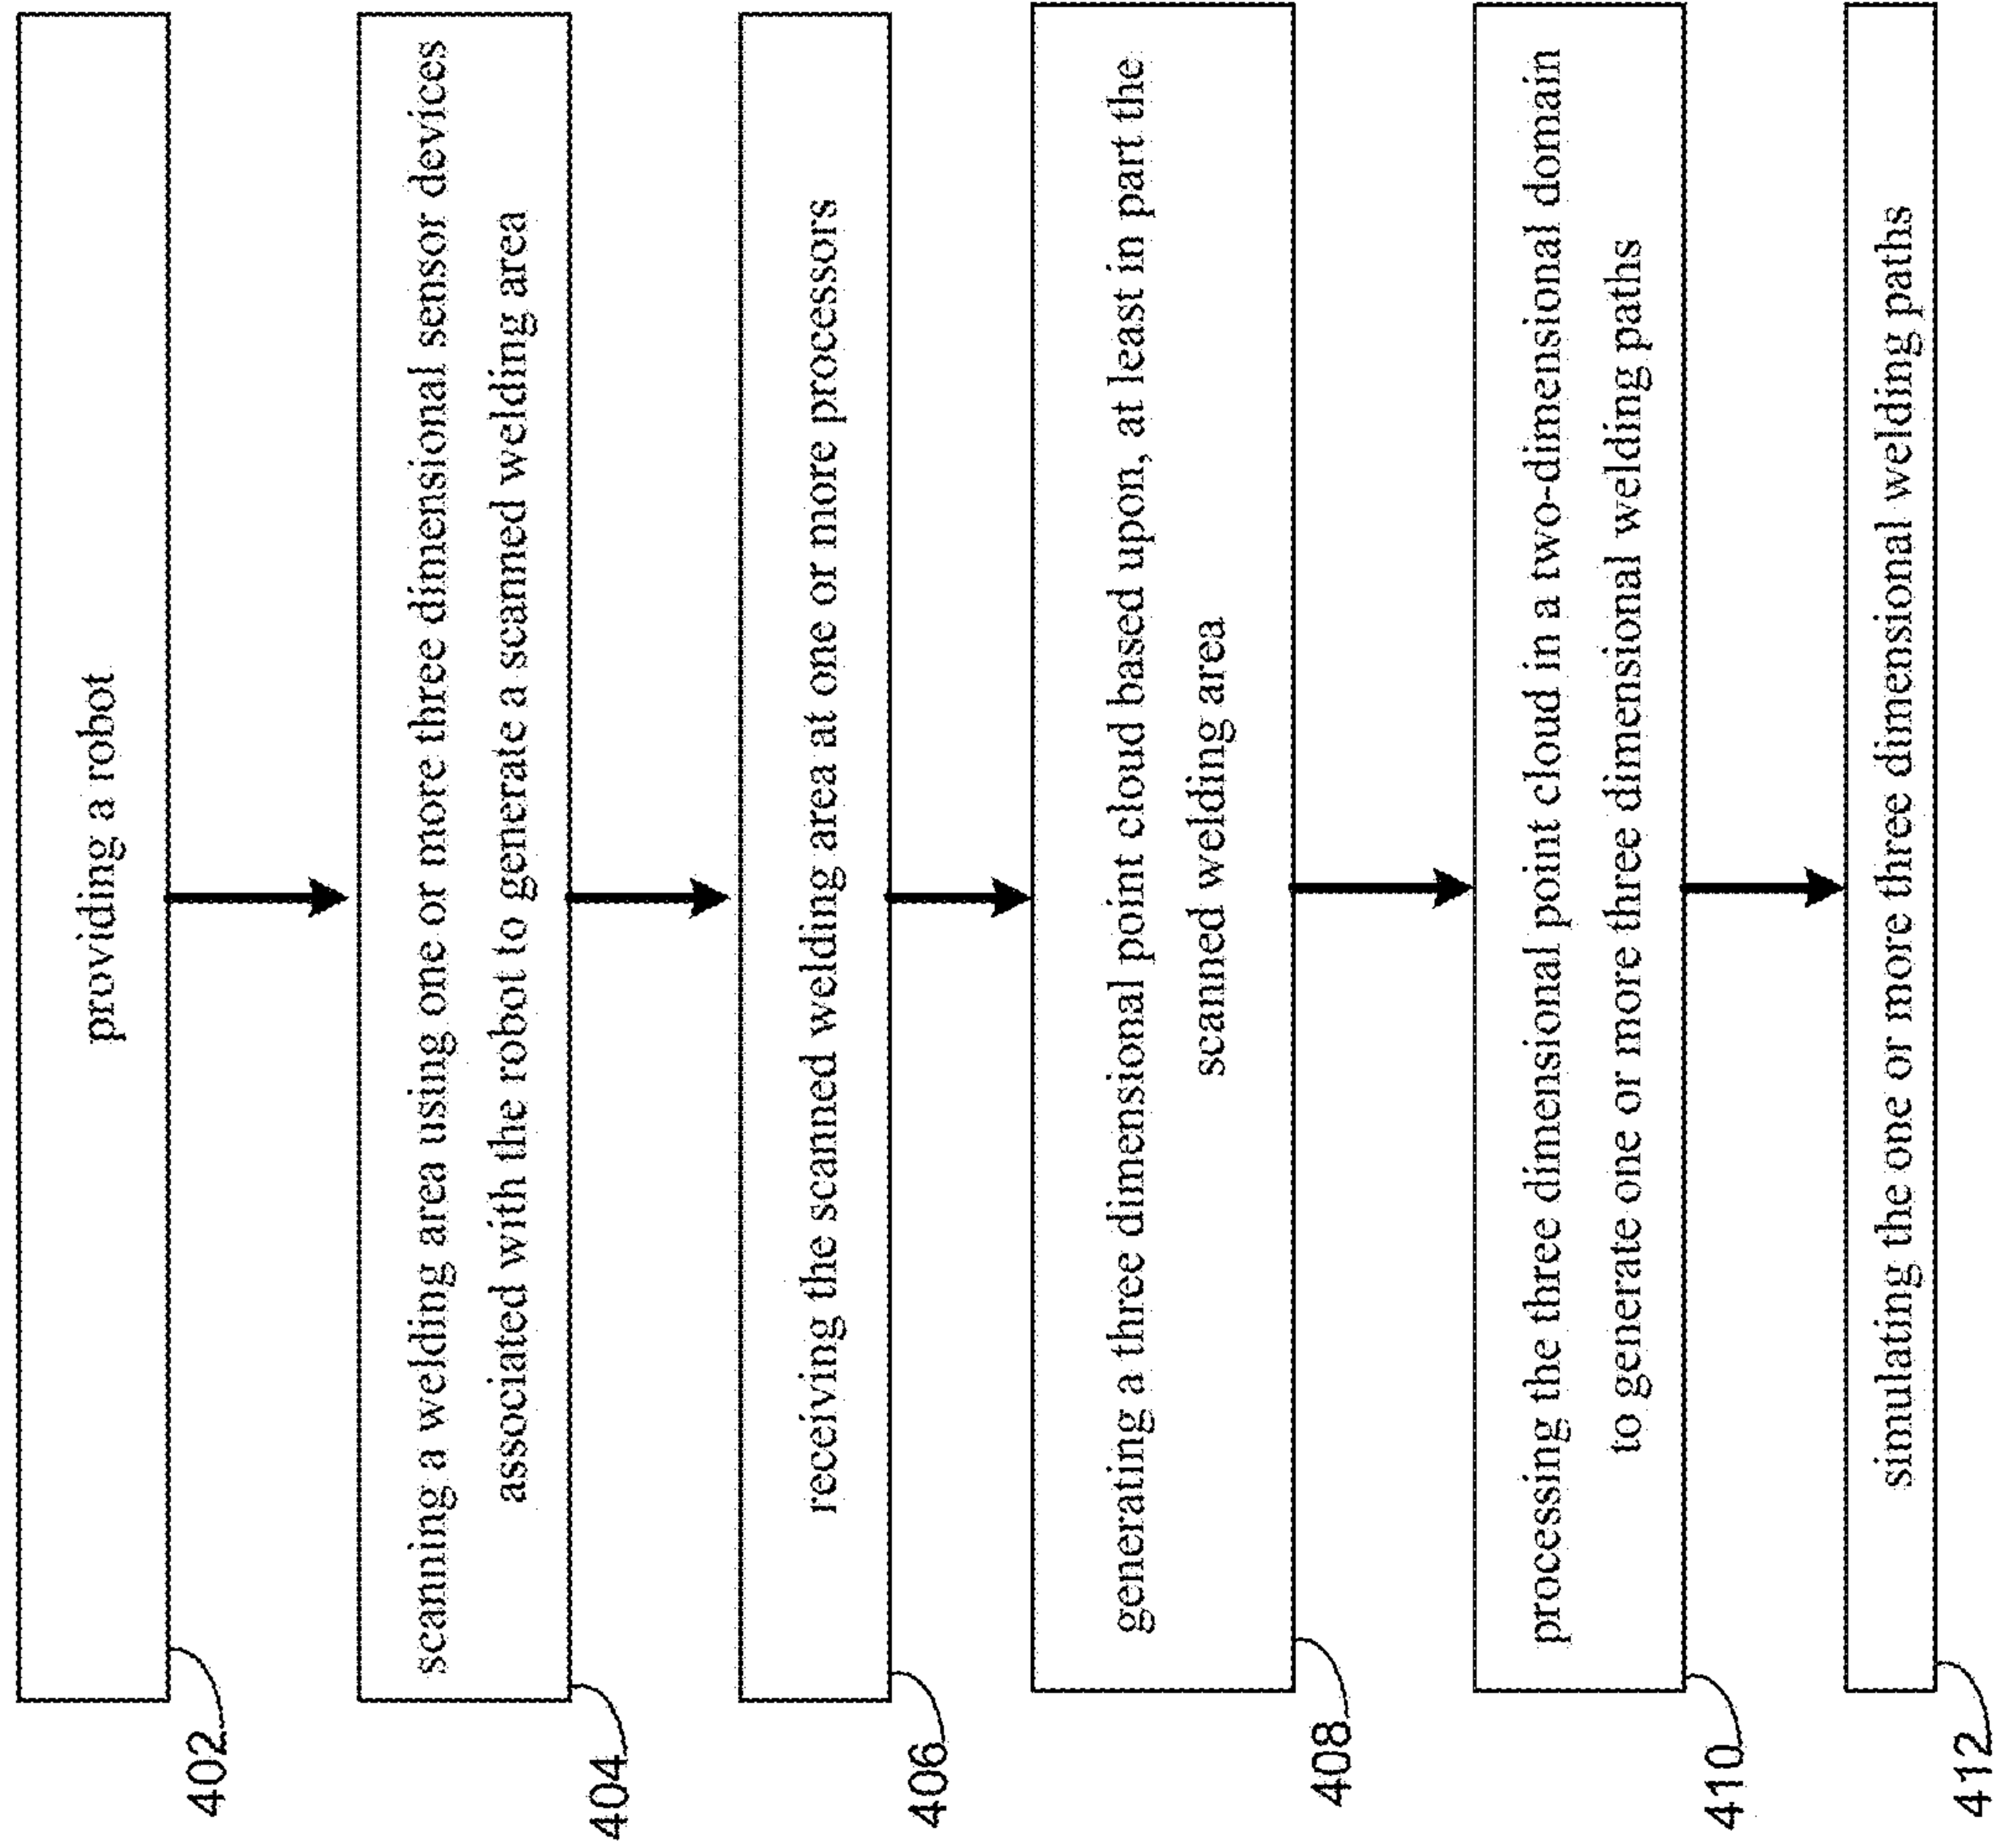 402
providing a robot
404
scanning a welding area using one or more three dimensional sensor devices
associated with the robot to generate a scanned welding area
406
receiving the scanned welding area at one or more processors
408
generating a three dimensional point cloud based upon, at least in part the
scanned welding area
410
processing the three dimensional point cloud in a two-dimensional domain
to generate one or more three dimensional welding paths
412
simulating the one or more three dimensional welding paths